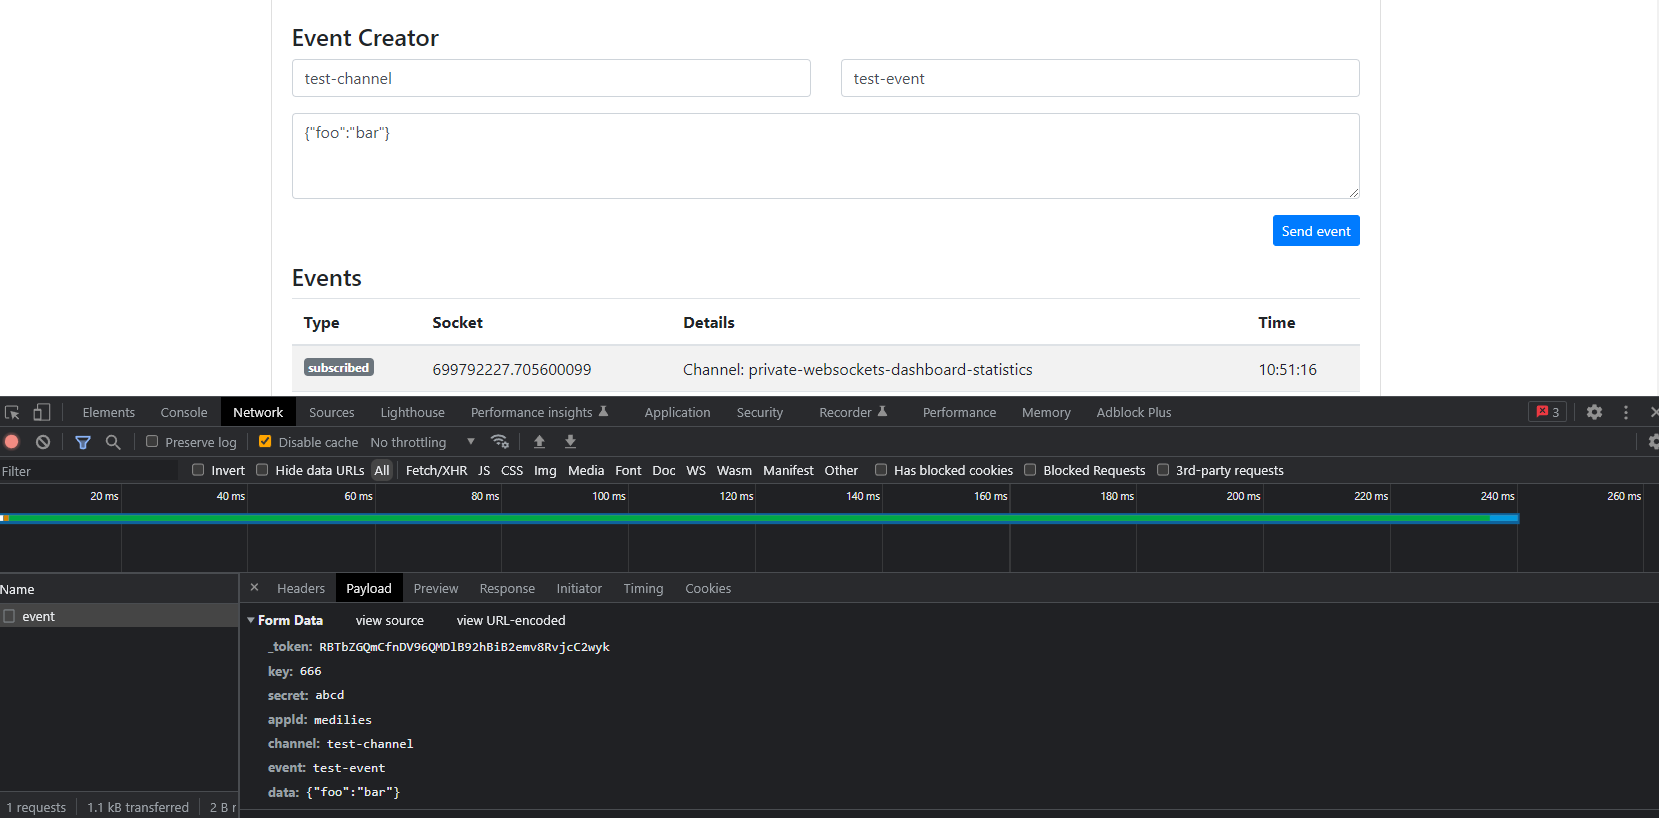 Event Creator
test-channel test-event
{"foo":"bar"}
Send event
Events
Type Socket Details Time
subscribed 699792227.705600099 Channel: private-websockets-dashboard-statistics 10:51:16
Elements Console Network Sources Lighthouse Performance insights Application Security Recorder Performance Memory Adblock Plus 3
Preserve log Disable cache No throttling
Filter Invert Hide data URLs All Fetch/XHR JS CSS Img Media Font Doc WS Wasm Manifest Other Has blocked cookies Blocked Requests 3rd-party requests
20 ms 40 ms 60 ms 80 ms 100 ms 120 ms 140 ms 160 ms 180 ms 200 ms 220 ms 240 ms 260 ms
Name × Headers Payload Preview Response Initiator Timing Cookies
event Form Data view source view URL-encoded
_token: RBTbZGQmCfnDV96QMDlB92hBiB2emv8RvjcC2wyk
key: 666
secret: abcd
appId: medilies
channel: test-channel
event: test-event
data: {"foo":"bar"}
1 requests 1.1 kB transferred 2 B r